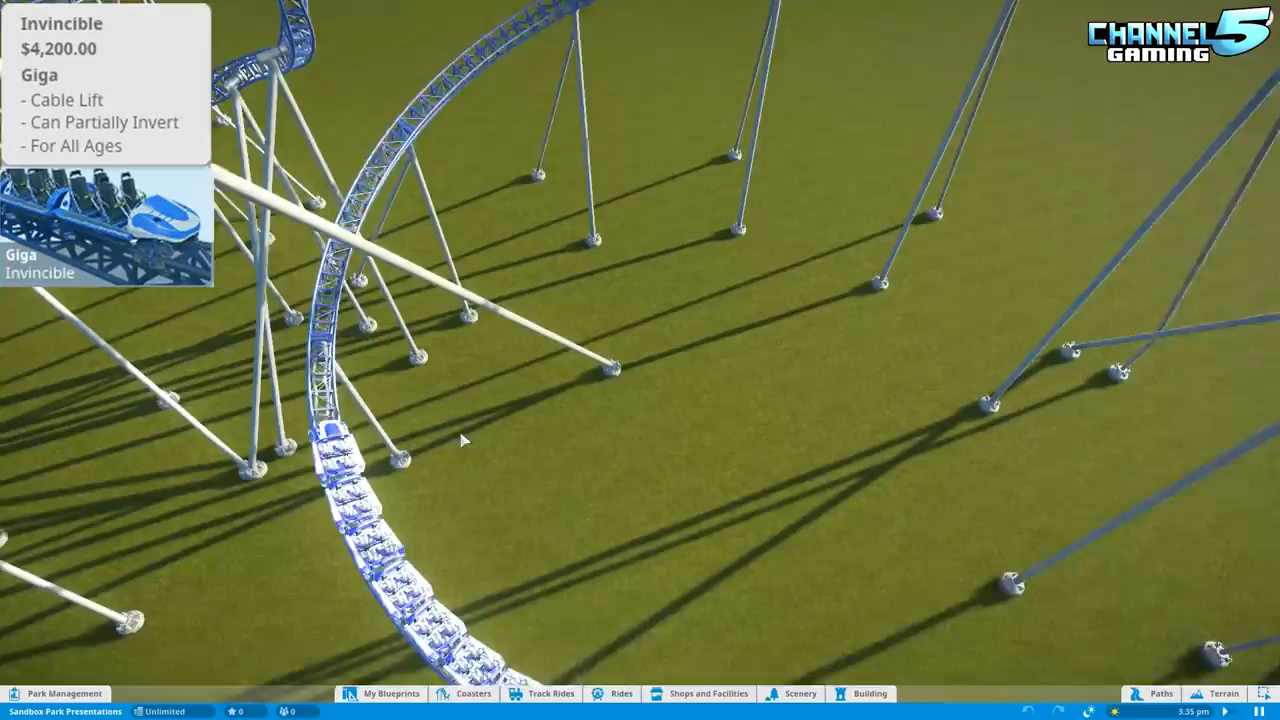 Invincible
$4,200.00
Giga
- Cable Lift
- Can Partially Invert
- For All Ages
Giga
Invincible
CHANNEL 5
GAMING
Park Management
My Blueprints
Coasters
Track Rides
Rides
Shops and Facilities
Scenery
Building
Paths
Terrain
Sandbox Park Presentations
Unlimited
0
0
3:35 pm